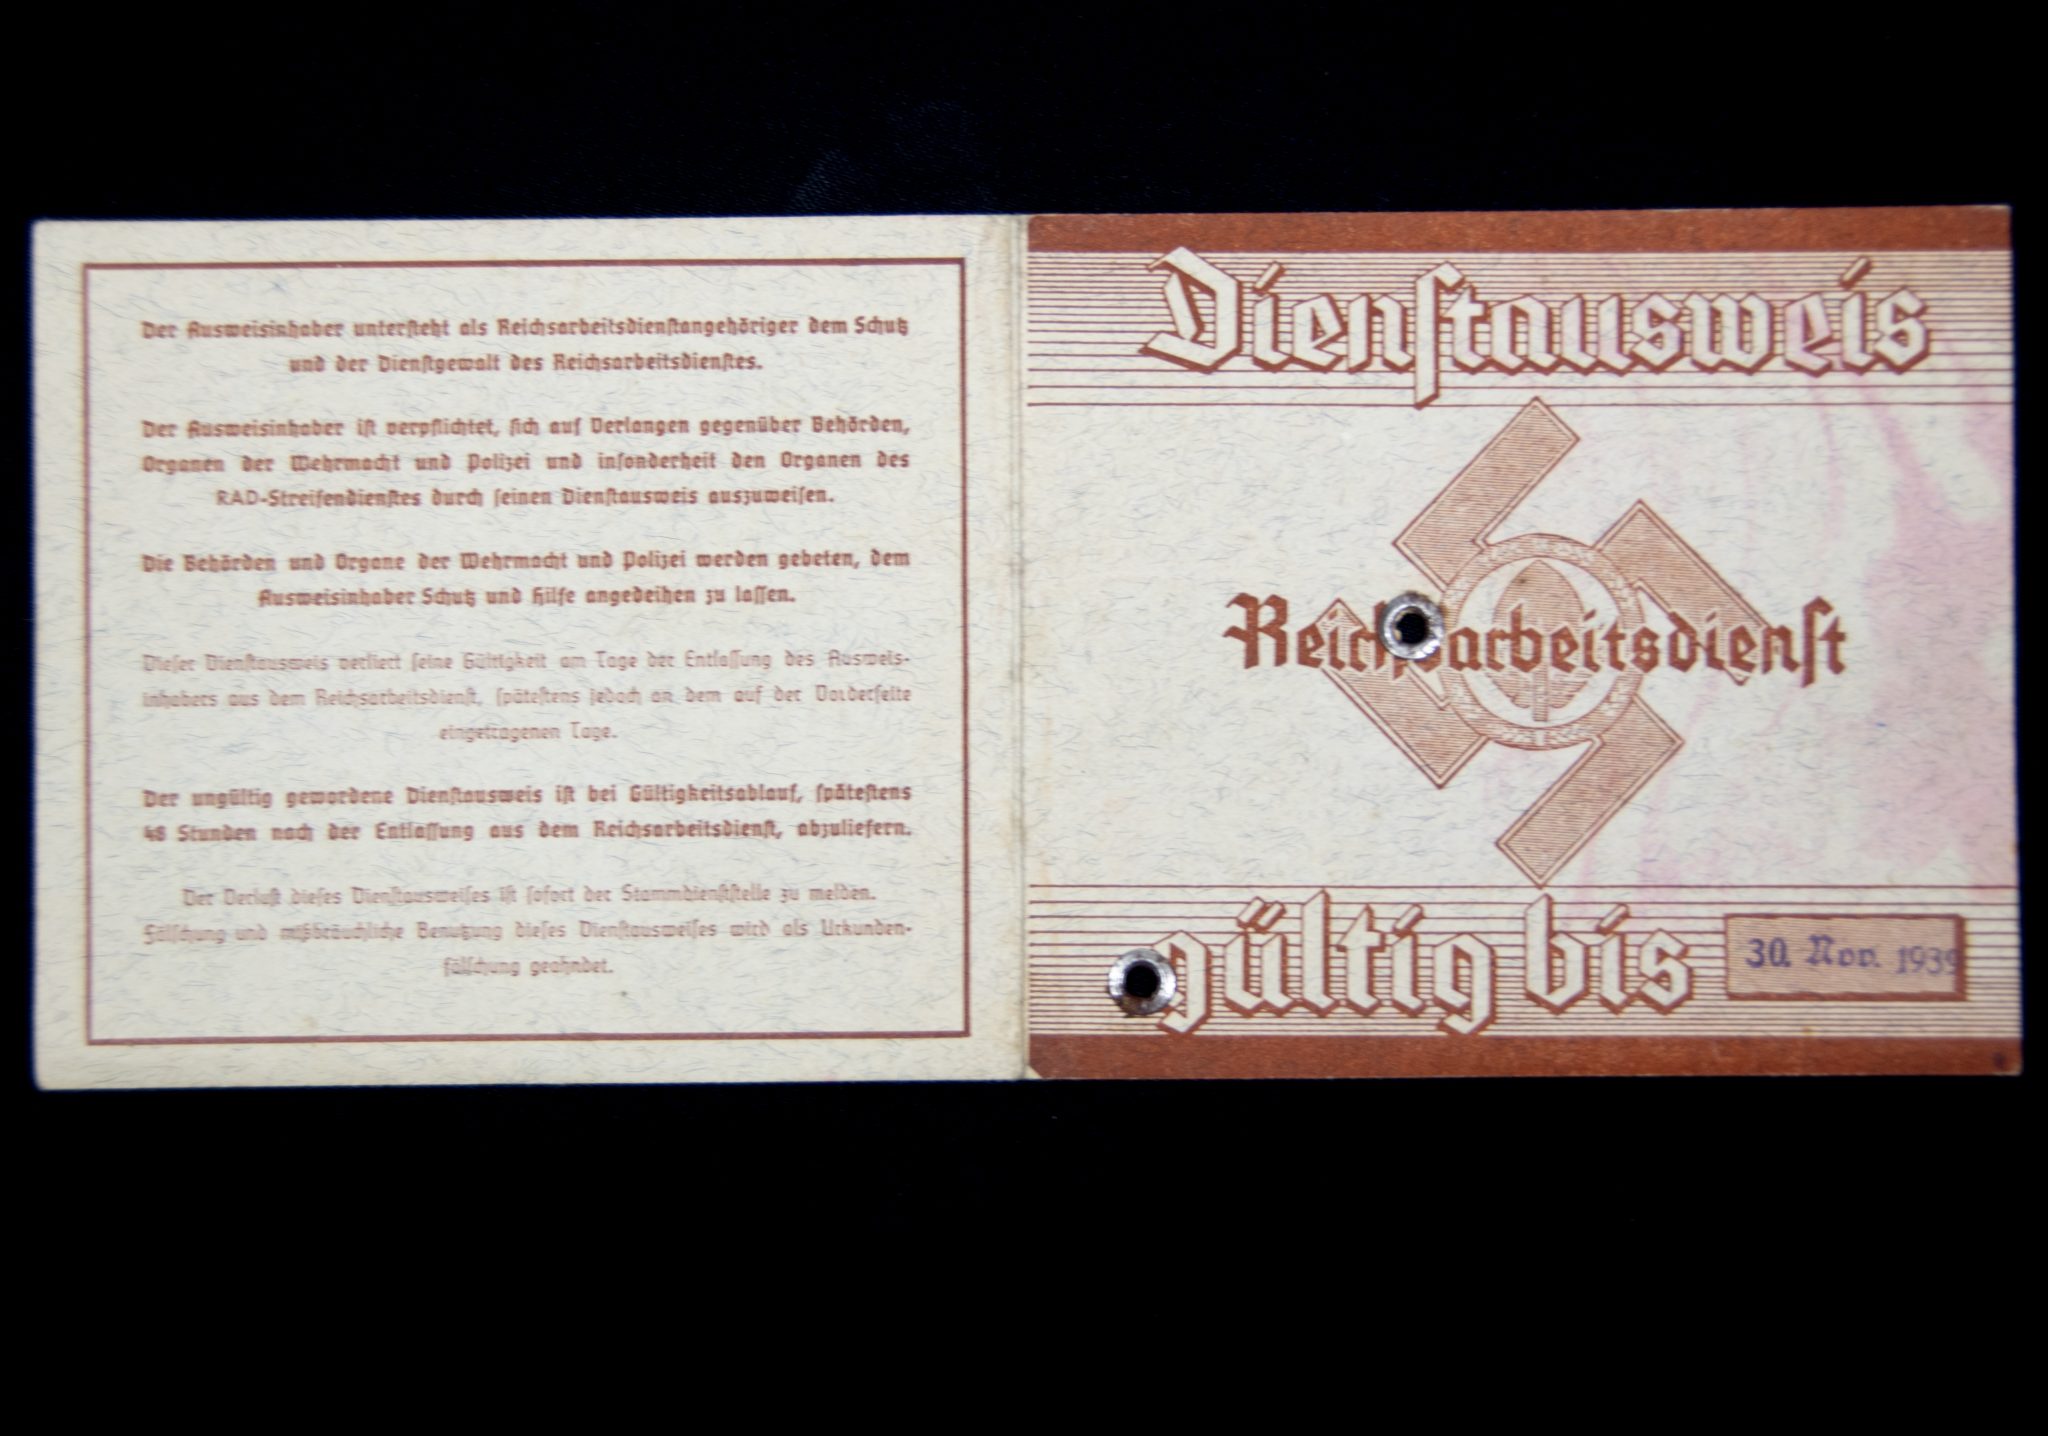 Der Ausweisinhaber untersteht als Reichsarbeitsdienstangehöriger dem Schutz
und der Dienstgewalt des Reichsarbeitsdienstes.
Der Ausweisinhaber ist verpflichtet, sich auf Verlangen gegenüber Behörden,
Organen der Wehrmacht und Polizei und insonderheit den Organen des
RAD-Streifendienstes durch seinen Dienstausweis auszuweisen.
Die Behörden und Organe der Wehrmacht und Polizei werden gebeten, dem
Ausweisinhaber Schutz und Hilfe angedeihen zu lassen.
Dieser Dienstausweis verliert seine Gültigkeit am Tage der Entlassung des Ausweis-
inhabers aus dem Reichsarbeitsdienst, spätestens jedoch an dem auf der Vorderseite
eingetragenen Tage.
Der ungültig gewordene Dienstausweis ist bei Gültigkeitsablauf, spätestens
48 Stunden nach der Entlassung aus dem Reichsarbeitsdienst, abzuliefern.
Der Verlust dieses Dienstausweises ist sofort der Stammdienststelle zu melden.
Fälschung und mißbräuchliche Benutzung dieses Dienstausweises wird als Urkunden-
fälschung geahndet.
Dienstausweis
Reichsarbeitsdienst
gültig bis 30. Nov. 1939